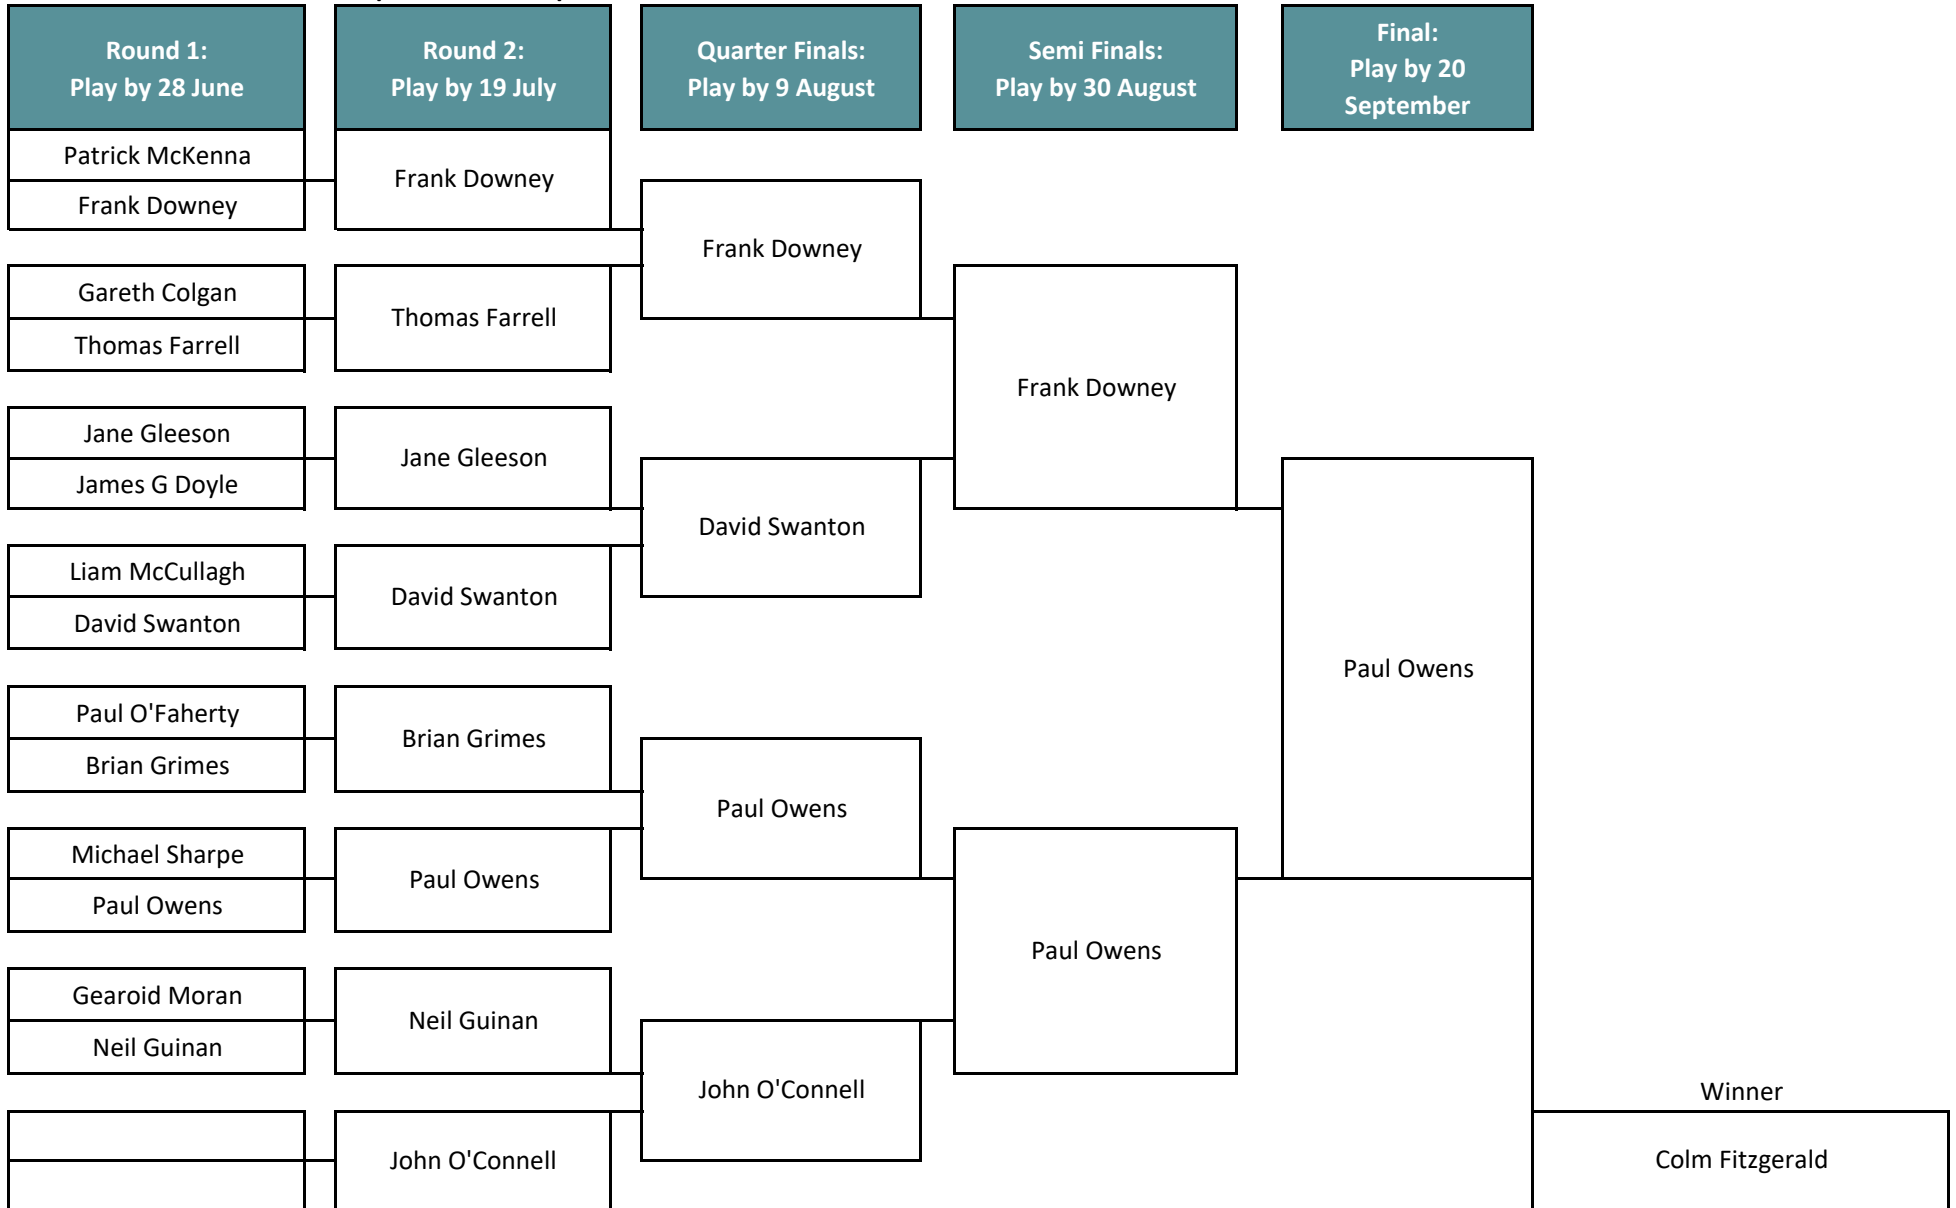 Round 1:
Play by 28 June
Round 2:
Play by 19 July
Quarter Finals:
Play by 9 August
Semi Finals:
Play by 30 August
Final:
Play by 20
September
Patrick McKenna
Frank Downey
Gareth Colgan
Thomas Farrell
Jane Gleeson
James G Doyle
Liam McCullagh
David Swanton
Paul O'Faherty
Brian Grimes
Michael Sharpe
Paul Owens
Gearoid Moran
Neil Guinan
Frank Downey
Thomas Farrell
Jane Gleeson
David Swanton
Brian Grimes
Paul Owens
Neil Guinan
John O'Connell
Frank Downey
David Swanton
Paul Owens
John O'Connell
Frank Downey
Paul Owens
Paul Owens
Winner
Colm Fitzgerald